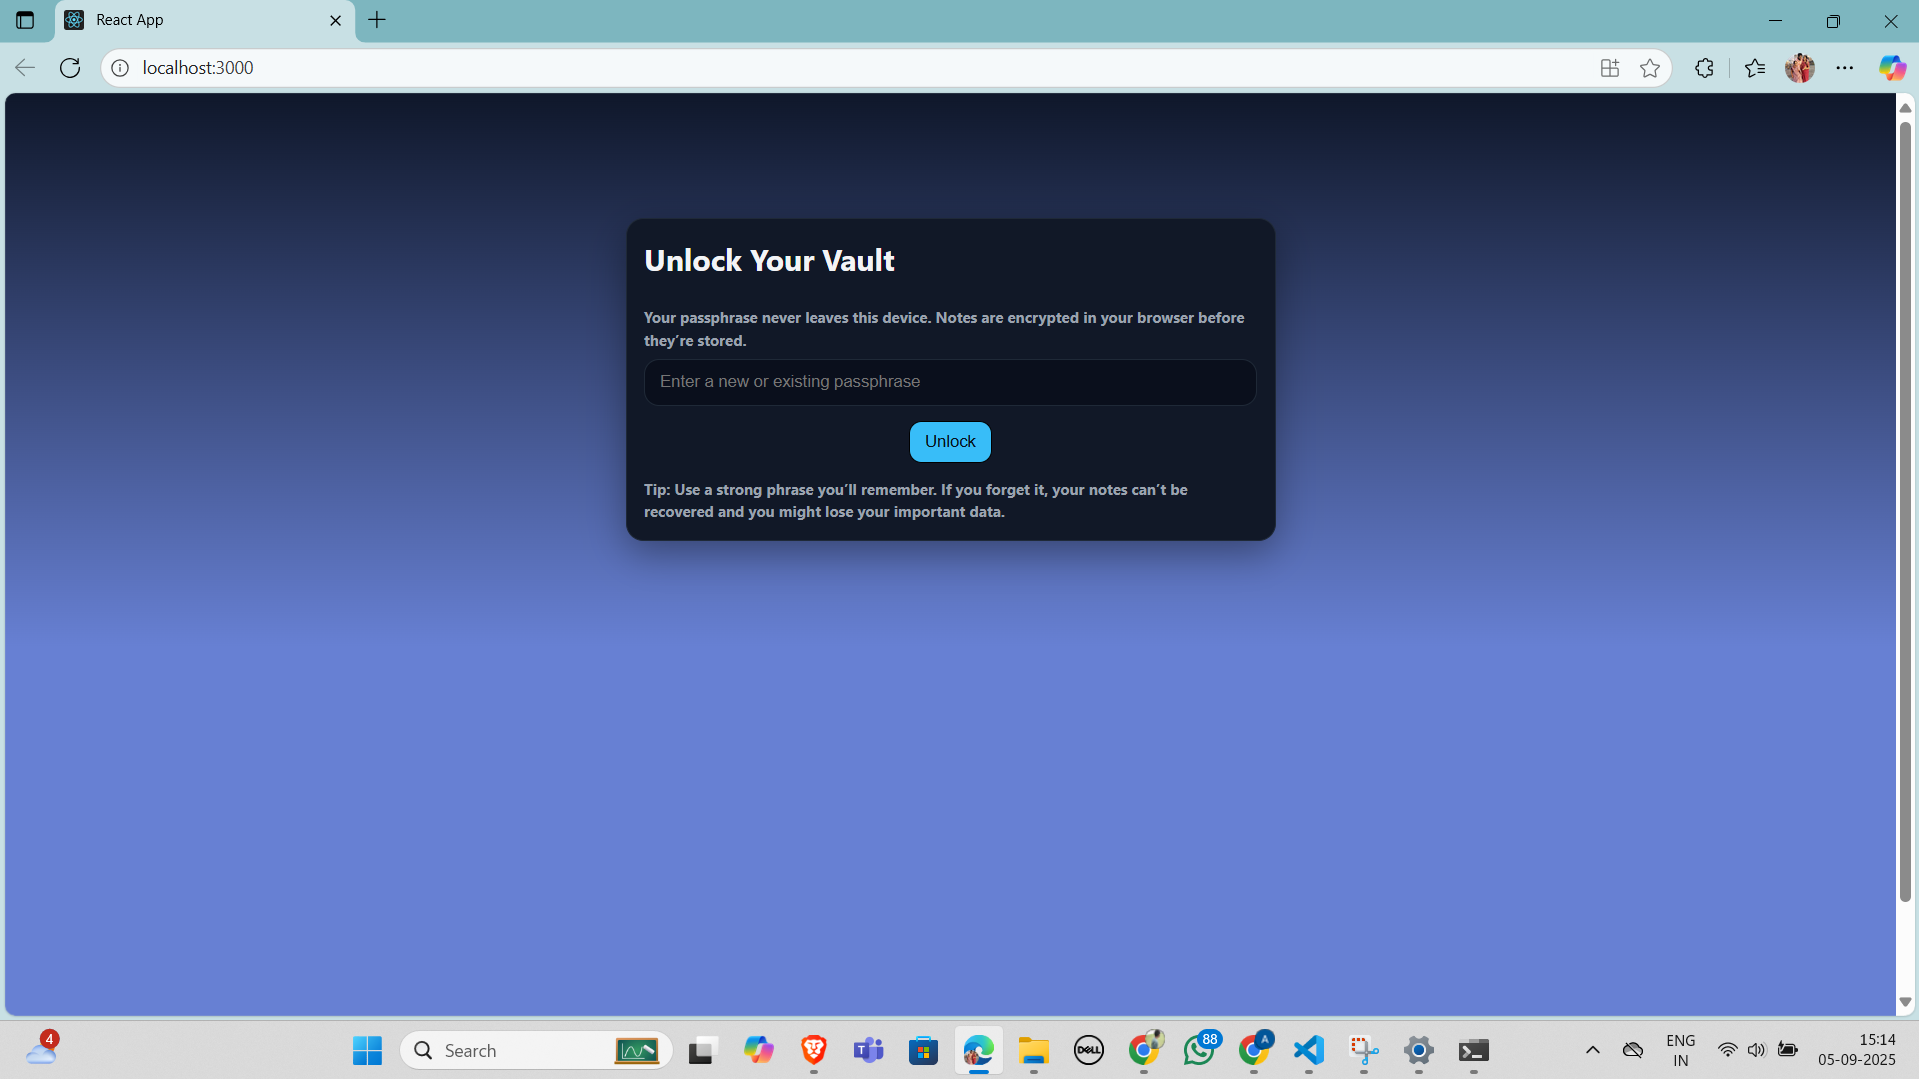 React App
localhost:3000
Unlock Your Vault
Your passphrase never leaves this device. Notes are encrypted in your browser before
they’re stored.
Enter a new or existing passphrase
Unlock
Tip: Use a strong phrase you’ll remember. If you forget it, your notes can’t be
recovered and you might lose your important data.
4
Search
DELL
88
A
ENG
IN
15:14
05-09-2025